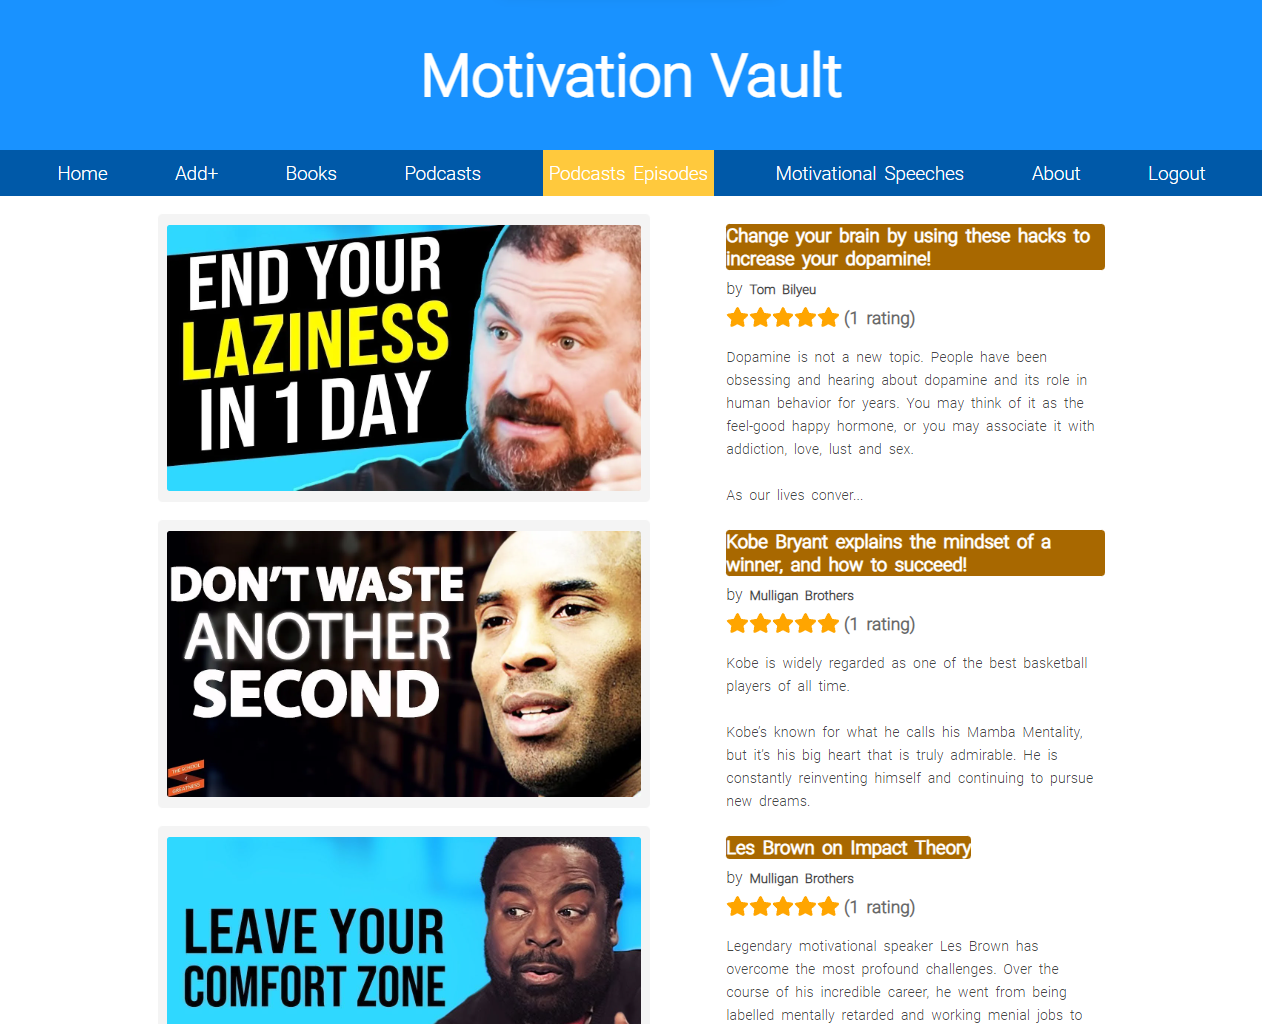 Motivation Vault
Home Add+ Books Podcasts Podcasts Episodes Motivational Speeches About Logout
END YOUR
LAZINESS
IN 1 DAY
Change your brain by using these hacks to
increase your dopamine!
by Tom Bilyeu
(1 rating)
Dopamine is not a new topic. People have been
obsessing and hearing about dopamine and its role in
human behavior for years. You may think of it as the
feel-good happy hormone, or you may associate it with
addiction, love, lust and sex.
As our lives conver...
DON'T WASTE
ANOTHER
SECOND
THE SCHOOL
of
GREATNESS
Kobe Bryant explains the mindset of a
winner, and how to succeed!
by Mulligan Brothers
(1 rating)
Kobe is widely regarded as one of the best basketball
players of all time.
Kobe’s known for what he calls his Mamba Mentality,
but it’s his big heart that is truly admirable. He is
constantly reinventing himself and continuing to pursue
new dreams.
LEAVE YOUR
COMFORT ZONE
Les Brown on Impact Theory
by Mulligan Brothers
(1 rating)
Legendary motivational speaker Les Brown has
overcome the most profound challenges. Over the
course of his incredible career, he went from being
labelled mentally retarded and working menial jobs to